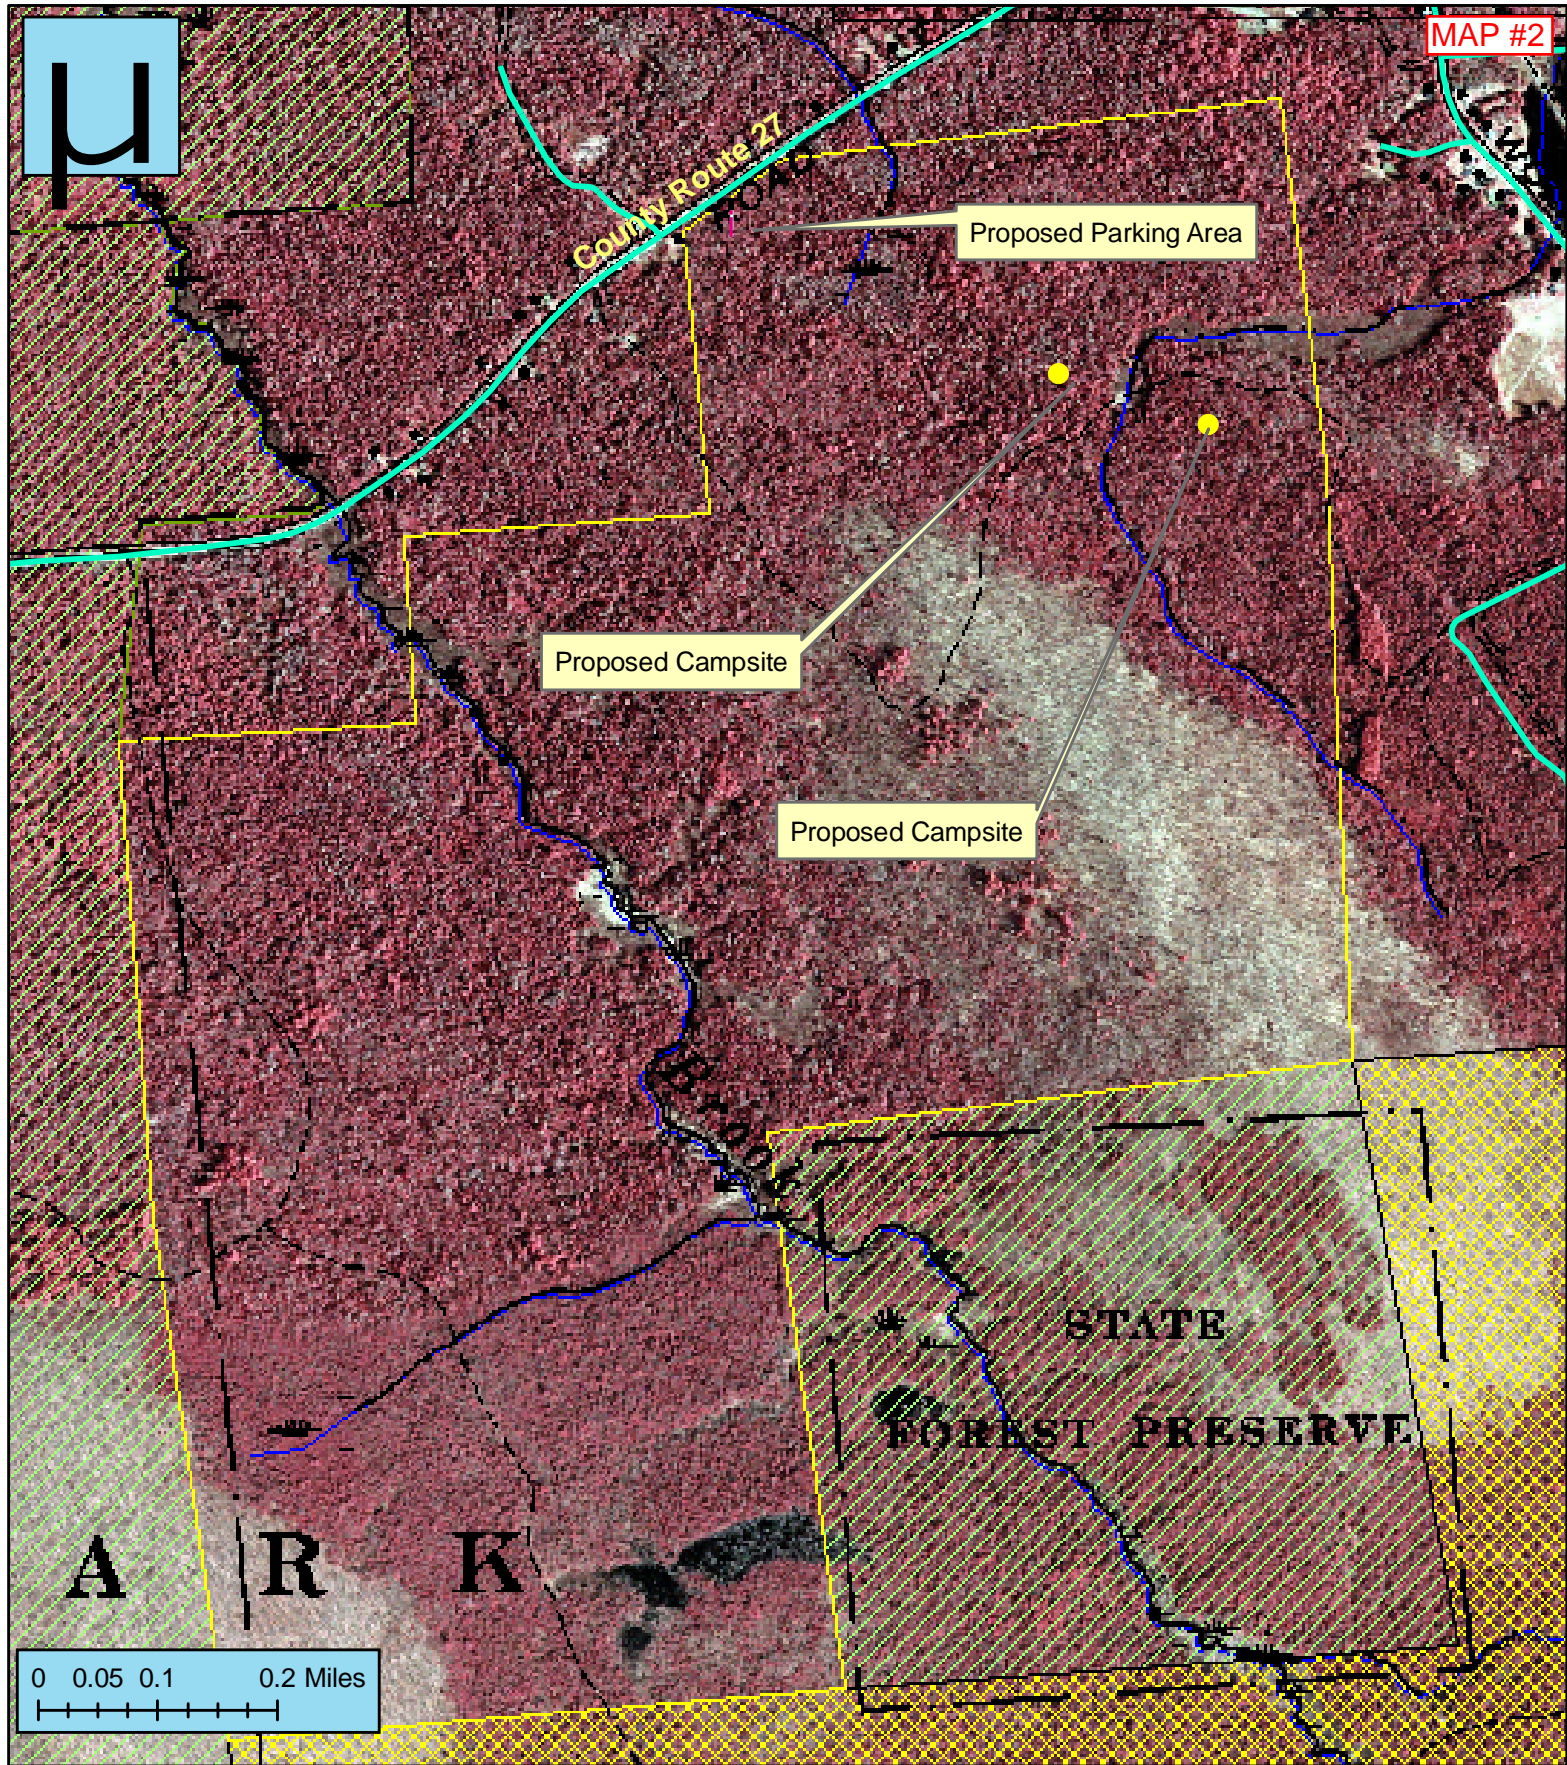 µ
MAP #2
County Route 27
Proposed Parking Area
Proposed Campsite
Proposed Campsite
Brook
STATE
FOREST PRESERVE
A R K
0 0.05 0.1 0.2 Miles